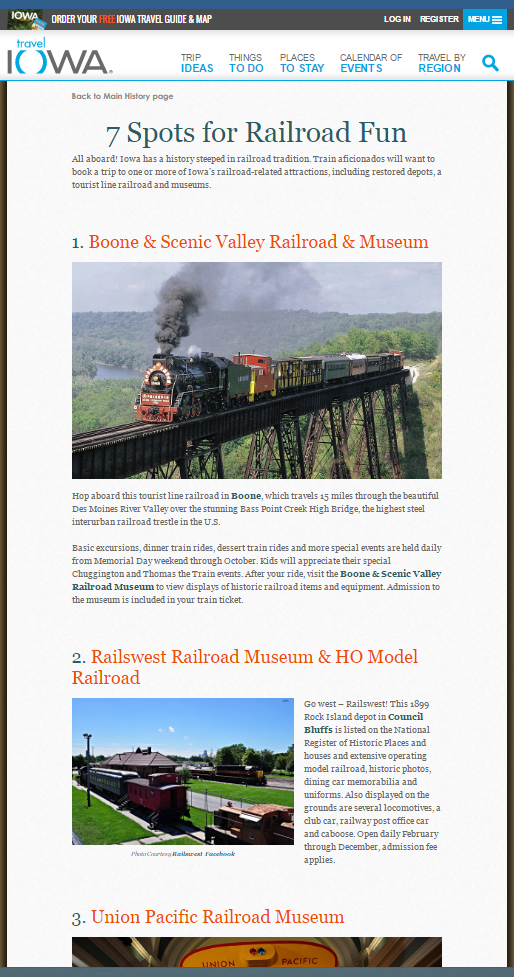 IOWA
ORDER YOUR FREE IOWA TRAVEL GUIDE & MAP
LOG IN
REGISTER
MENU
travel
IOWA
TRIP
IDEAS
THINGS
TO DO
PLACES
TO STAY
CALENDAR OF
EVENTS
TRAVEL BY
REGION
Back to Main History page
7 Spots for Railroad Fun
All aboard! Iowa has a history steeped in railroad tradition. Train aficionados will want to
book a trip to one or more of Iowa's railroad-related attractions, including restored depots, a
tourist line railroad and museums.
1. Boone & Scenic Valley Railroad & Museum
Hop aboard this tourist line railroad in Boone, which travels 15 miles through the beautiful
Des Moines River Valley over the stunning Bass Point Creek High Bridge, the highest steel
interurban railroad trestle in the U.S.
Basic excursions, dinner train rides, dessert train rides and more special events are held daily
from Memorial Day weekend through October. Kids will appreciate their special
Chuggington and Thomas the Train events. After your ride, visit the Boone & Scenic Valley
Railroad Museum to view displays of historic railroad items and equipment. Admission to
the museum is included in your train ticket.
2. Railswest Railroad Museum & HO Model
Railroad
Go west – Railswest! This 1899
Rock Island depot in Council
Bluffs is listed on the National
Register of Historic Places and
houses and extensive operating
model railroad, historic photos,
dining car memorabilia and
uniforms. Also displayed on the
grounds are several locomotives, a
club car, railway post office car
and caboose. Open daily February
through December, admission fee
applies.
Photo Courtesy Railswest Facebook
3. Union Pacific Railroad Museum
UNION PACIFIC